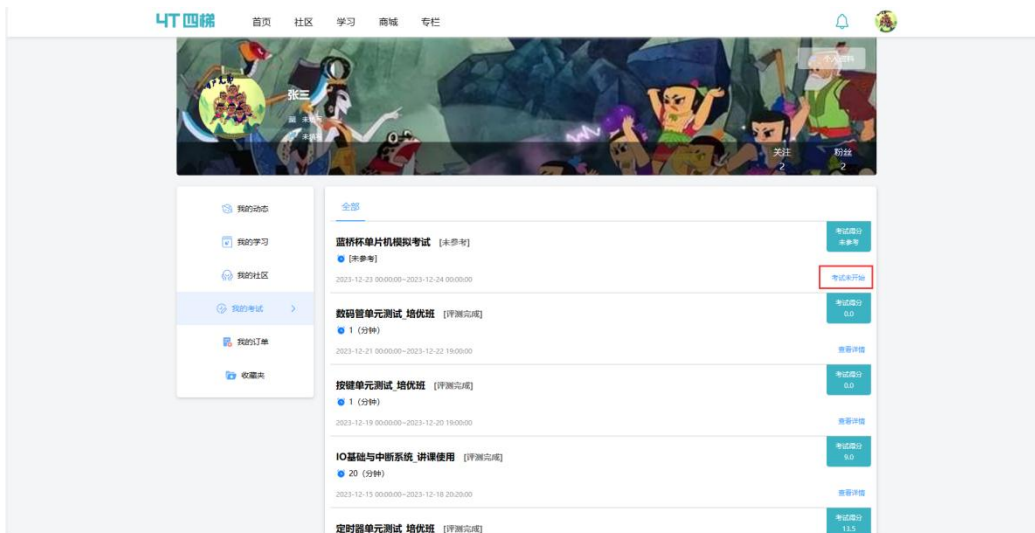 4T 四梯 首页 社区 学习 商城 专栏
张三
关注 粉丝
2 2
我的动态
我的学习
我的社区
我的考试 >
我的订单
收藏夹
全部
蓝桥杯单片机模拟考试 [未参考]
考试得分
未参考
[未参考]
2023-12-23 00:00:00~2023-12-24 00:00:00 考试未开始
数码管单元测试_培优班 [评测完成]
考试得分
0.0
1（分钟）
2023-12-21 00:00:00~2023-12-22 19:00:00 查看详情
按键单元测试_培优班 [评测完成]
考试得分
0.0
1（分钟）
2023-12-19 00:00:00~2023-12-20 19:00:00 查看详情
IO基础与中断系统_讲课使用 [评测完成]
考试得分
9.0
20（分钟）
2023-12-15 00:00:00~2023-12-18 20:20:00 查看详情
定时器单元测试_培优班 [评测完成]
考试得分
13.5